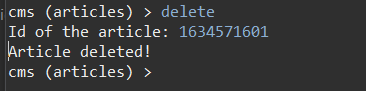 cms (articles) > delete
Id of the article: 1634571601
Article deleted!
cms (articles) >